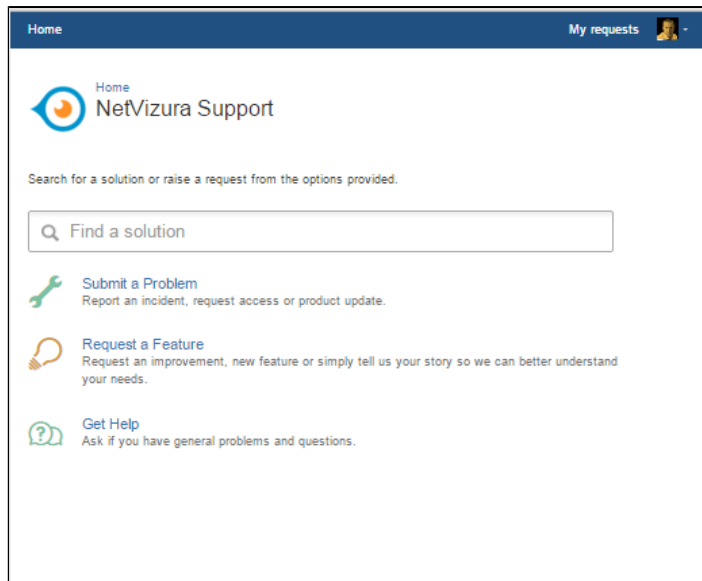 Home My requests
Home
NetVizura Support
Search for a solution or raise a request from the options provided.
Find a solution
Submit a Problem
Report an incident, request access or product update.
Request a Feature
Request an improvement, new feature or simply tell us your story so we can better understand
your needs.
Get Help
Ask if you have general problems and questions.